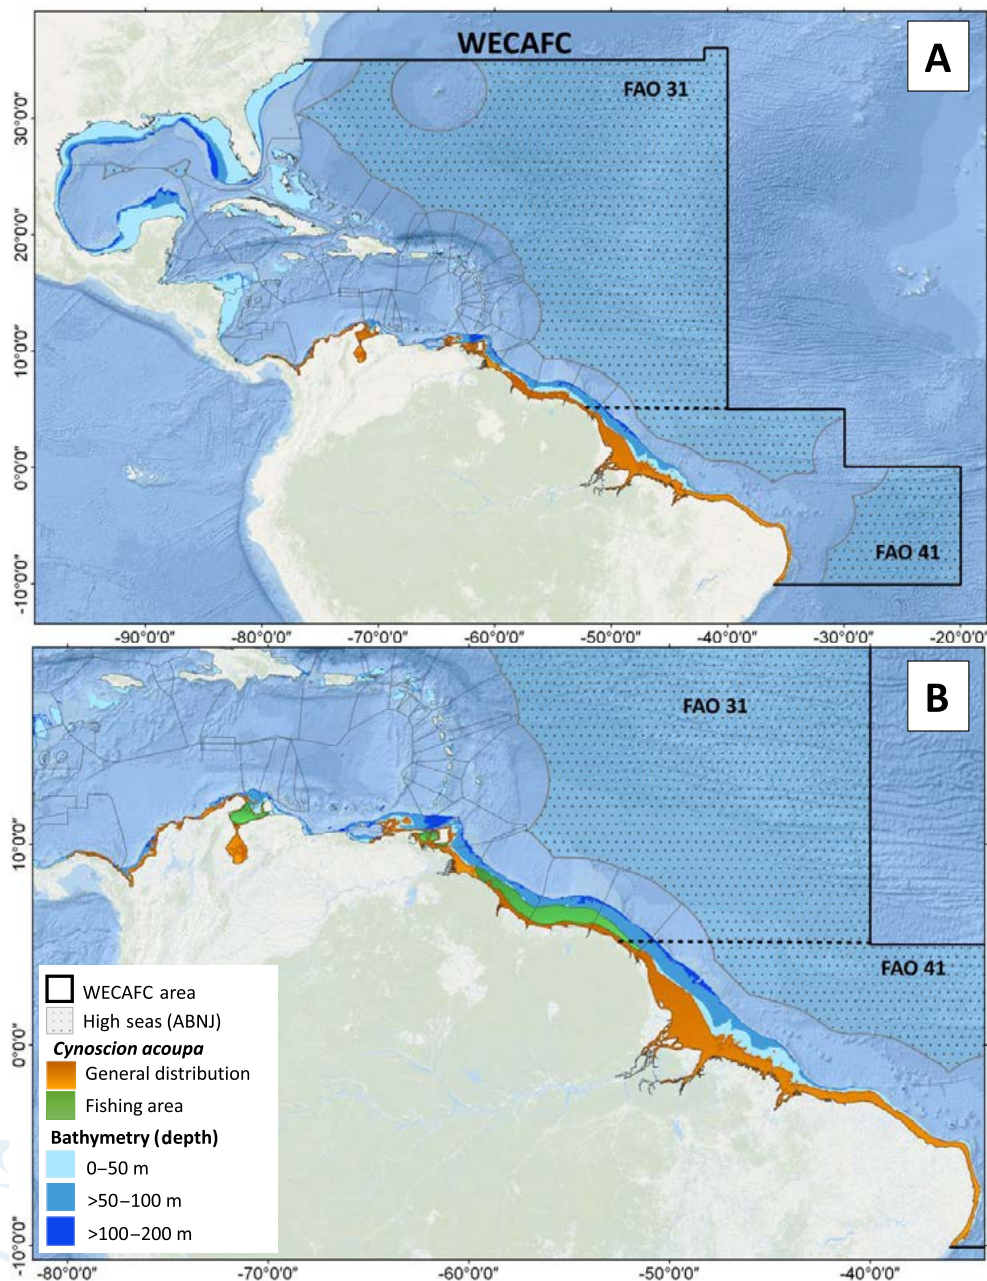 WECAFC
A
FAO 31
30°0'0"
20°0'0"
10°0'0"
0°0'0"
-10°0'0"
FAO 41
-90°0'0" -80°0'0" -70°0'0" -60°0'0" -50°0'0" -40°0'0" -30°0'0" -20°0'0"
B
FAO 31
10°0'0"
0°0'0"
-10°0'0"
FAO 41
WECAFC area
High seas (ABNJ)
Cynoscion acoupa
General distribution
Fishing area
Bathymetry (depth)
0–50 m
>50–100 m
>100–200 m
-80°0'0" -70°0'0" -60°0'0" -50°0'0" -40°0'0"